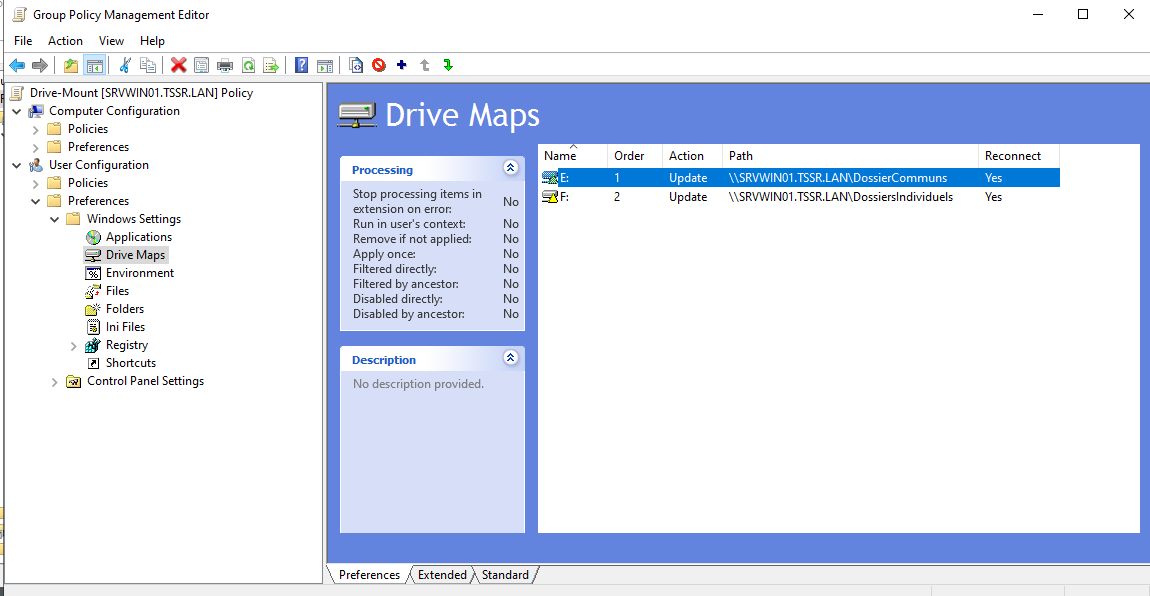 Group Policy Management Editor
File Action View Help
Drive-Mount [SRVWIN01.TSSR.LAN] Policy
Computer Configuration
Policies
Preferences
User Configuration
Policies
Preferences
Windows Settings
Applications
Drive Maps
Environment
Files
Folders
Ini Files
Registry
Shortcuts
Control Panel Settings
Drive Maps
Processing
Stop processing items in
extension on error: No
Run in user's context: No
Remove if not applied: No
Apply once: No
Filtered directly: No
Filtered by ancestor: No
Disabled directly: No
Disabled by ancestor: No
Description
No description provided.
Name Order Action Path Reconnect
E: 1 Update \\SRVWIN01.TSSR.LAN\DossierCommuns Yes
F: 2 Update \\SRVWIN01.TSSR.LAN\DossiersIndividuels Yes
Preferences Extended Standard